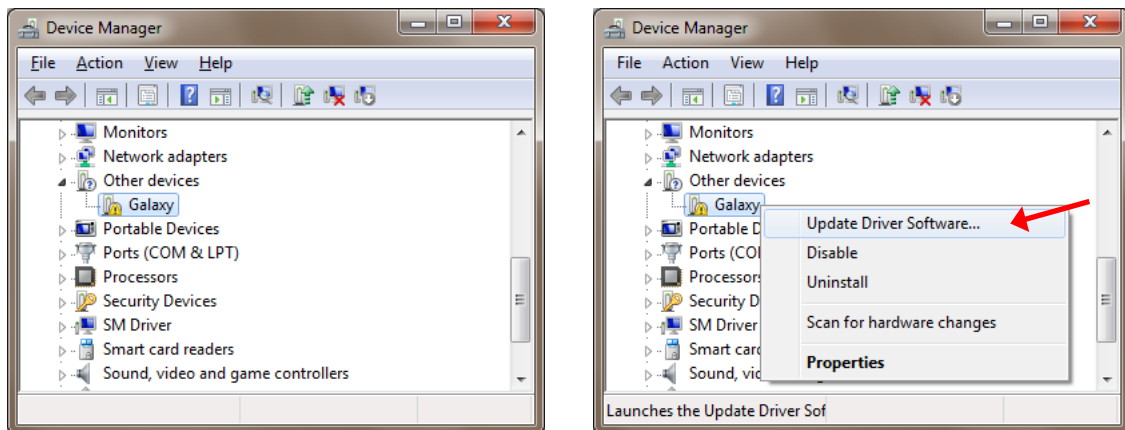 Device Manager
File Action View Help
Monitors
Network adapters
Other devices
Galaxy
Portable Devices
Ports (COM & LPT)
Processors
Security Devices
SM Driver
Smart card readers
Sound, video and game controllers
Device Manager
File Action View Help
Monitors
Network adapters
Other devices
Galaxy
Portable D
Ports (CO
Processors
Security D
SM Driver
Smart card
Sound, vid
Update Driver Software...
Disable
Uninstall
Scan for hardware changes
Properties
Launches the Update Driver Sof